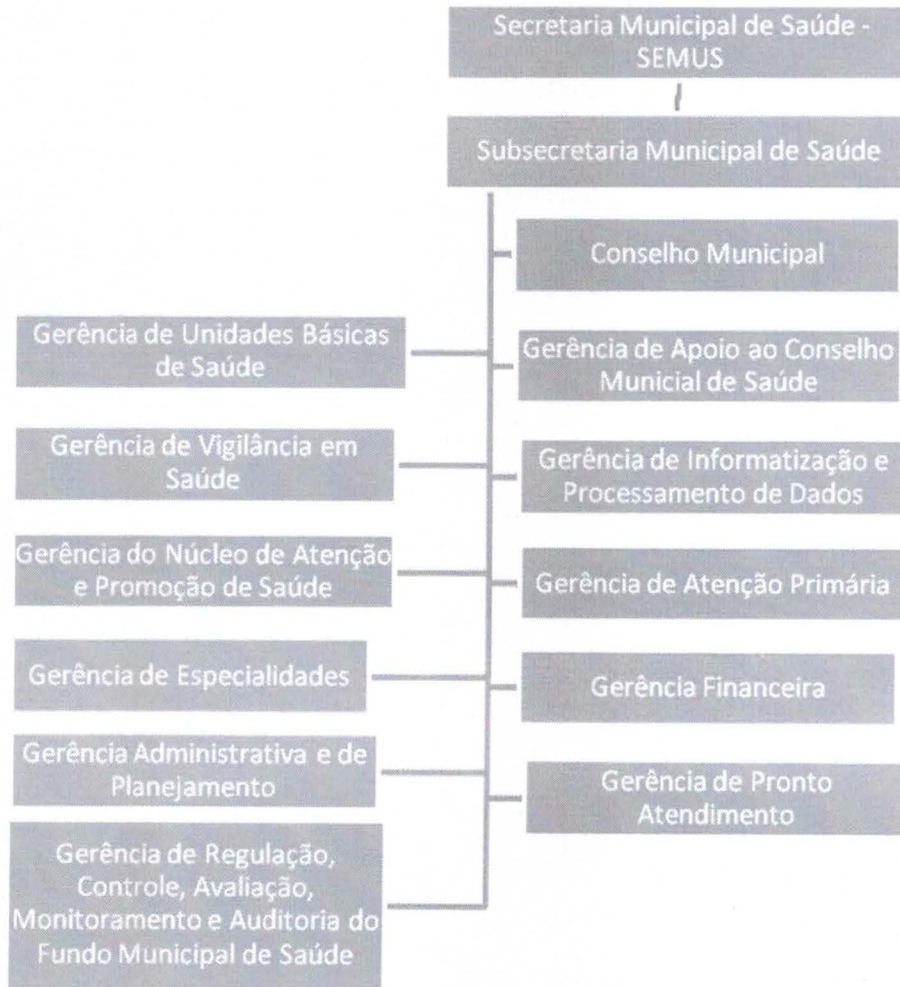 Secretaria Municipal de Saúde -
SEMUS
Subsecretaria Municipal de Saúde
Conselho Municipal
Gerência de Unidades Básicas
de Saúde
Gerência de Apoio ao Conselho
Municial de Saúde
Gerência de Vigilância em
Saúde
Gerência de Informatização e
Processamento de Dados
Gerência do Núcleo de Atenção
e Promoção de Saúde
Gerência de Atenção Primária
Gerência de Especialidades
Gerência Financeira
Gerência Administrativa e de
Planejamento
Gerência de Pronto
Atendimento
Gerência de Regulação,
Controle, Avaliação,
Monitoramento e Auditoria do
Fundo Municipal de Saúde